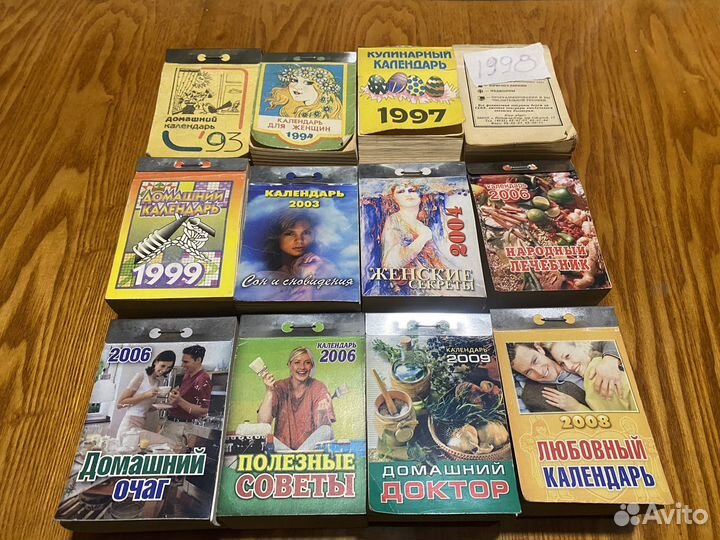 домашний
календарь
'93
КАЛЕНДАРЬ
ДЛЯ ЖЕНЩИН
1994
КУЛИНАРНЫЙ
КАЛЕНДАРЬ
1997
1998
ДОМАШНИЙ
КАЛЕНДАРЬ
1999
КАЛЕНДАРЬ
2003
Сон и сновидения
2004
ЖЕНСКИЕ
СЕКРЕТЫ
КАЛЕНДАРЬ
2006
НАРОДНЫЙ
ЛЕЧЕБНИК
2006
Домашний
очаг
КАЛЕНДАРЬ
2006
ПОЛЕЗНЫЕ
СОВЕТЫ
КАЛЕНДАРЬ
2009
ДОМАШНИЙ
ДОКТОР
2008
ЛЮБОВНЫЙ
КАЛЕНДАРЬ
Avito